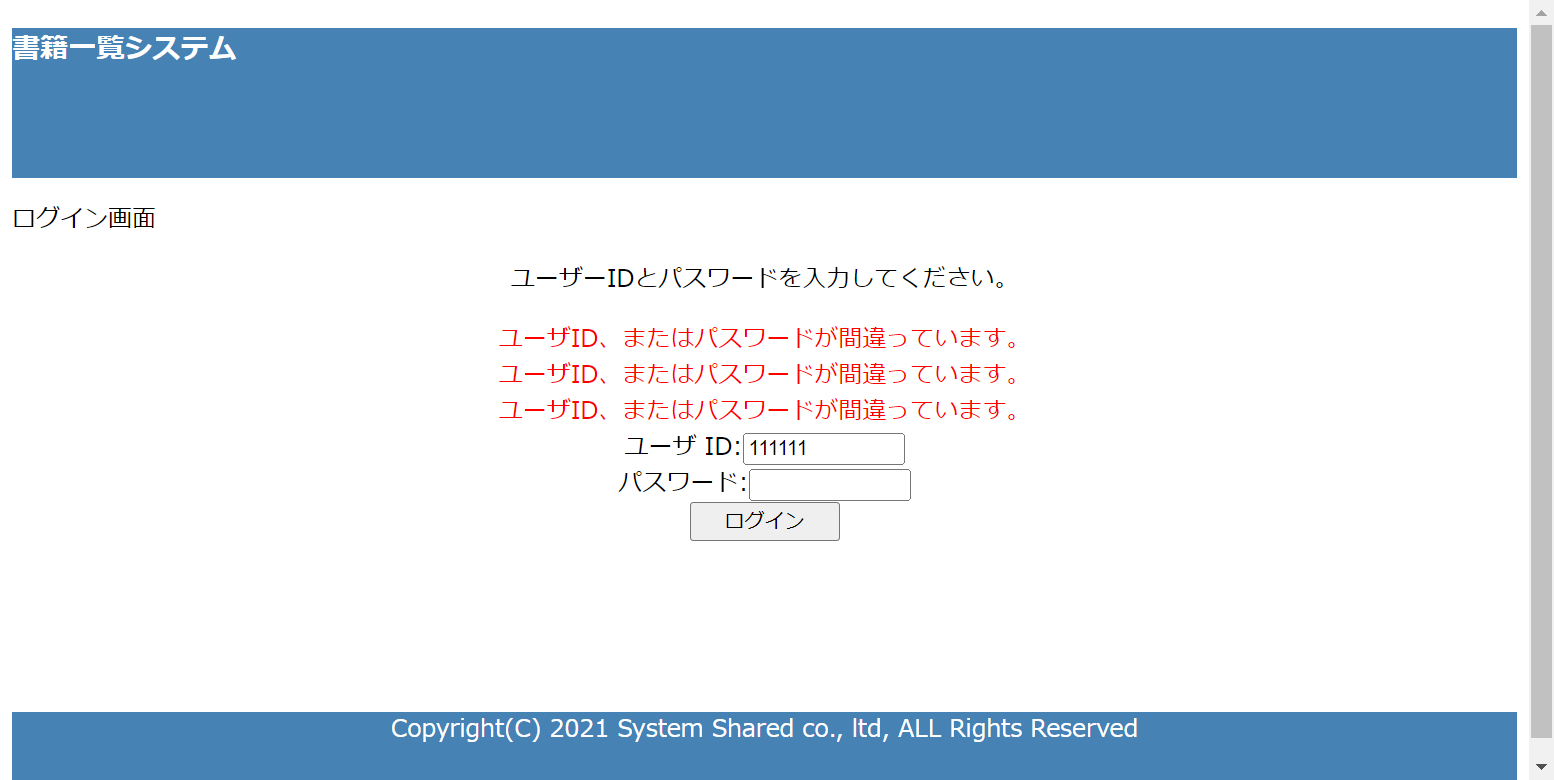 書籍一覧システム
ログイン画面
ユーザーIDとパスワードを入力してください。
ユーザID、またはパスワードが間違っています。
ユーザID、またはパスワードが間違っています。
ユーザID、またはパスワードが間違っています。
ユーザ ID:111111
パスワード:
ログイン
Copyright(C) 2021 System Shared co., ltd, ALL Rights Reserved